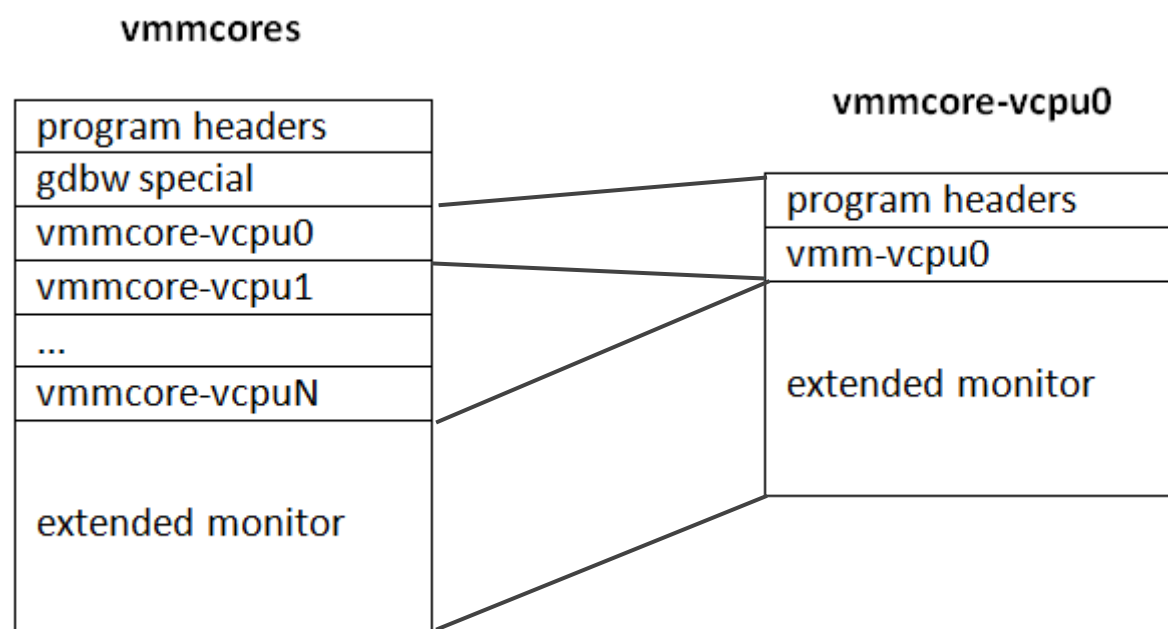 vmmcores
program headers
gdbw special
vmmcore-vcpu0
vmmcore-vcpu1
...
vmmcore-vcpuN
extended monitor
vmmcore-vcpu0
program headers
vmm-vcpu0
extended monitor